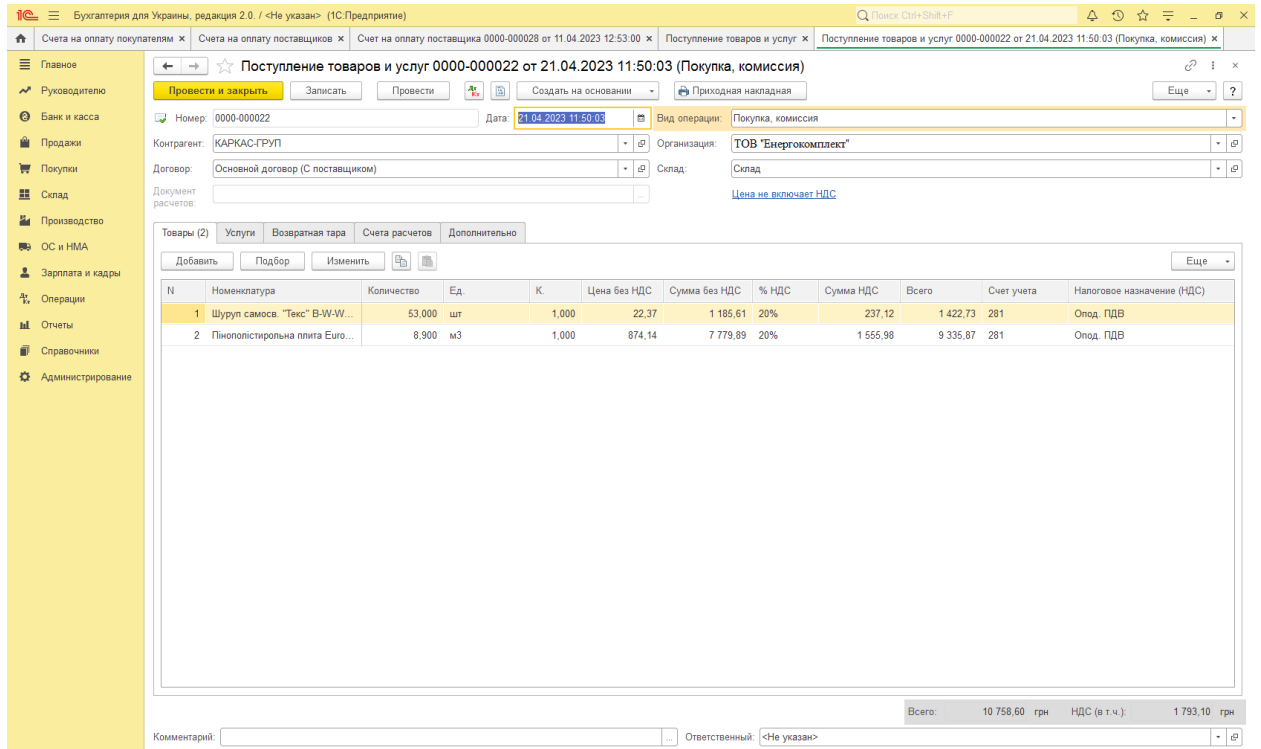 1С Бухгалтерия для Украины, редакция 2.0. / <Не указан> (1С:Предприятие) Поиск Ctrl+Shift+F
Счета на оплату покупателям × Счета на оплату поставщиков × Счет на оплату поставщика 0000-000028 от 11.04.2023 12:53:00 × Поступление товаров и услуг × Поступление товаров и услуг 0000-000022 от 21.04.2023 11:50:03 (Покупка, комиссия) ×
Главное
Руководителю
Банк и касса
Продажи
Покупки
Склад
Производство
ОС и НМА
Зарплата и кадры
Операции
Отчеты
Справочники
Администрирование
Поступление товаров и услуг 0000-000022 от 21.04.2023 11:50:03 (Покупка, комиссия)
Провести и закрыть Записать Провести Дт Кт Создать на основании Приходная накладная Еще ?
Номер: 0000-000022 Дата: 21.04.2023 11:50:03 Вид операции: Покупка, комиссия
Контрагент: КАРКАС-ГРУП Организация: ТОВ "Енергокомплект"
Договор: Основной договор (С поставщиком) Склад: Склад
Документ расчетов: ... Цена не включает НДС
Товары (2) Услуги Возвратная тара Счета расчетов Дополнительно
Добавить Подбор Изменить Еще
N Номенклатура Количество Ед. К. Цена без НДС Сумма без НДС % НДС Сумма НДС Всего Счет учета Налоговое назначение (НДС)
1 Шуруп самосв. "Текс" B-W-W... 53,000 шт 1,000 22,37 1 185,61 20% 237,12 1 422,73 281 Опод. ПДВ
2 Пінополістирольна плита Euro... 8,900 м3 1,000 874,14 7 779,89 20% 1 555,98 9 335,87 281 Опод. ПДВ
Всего: 10 758,60 грн НДС (в т.ч.): 1 793,10 грн
Комментарий: ... Ответственный: <Не указан>